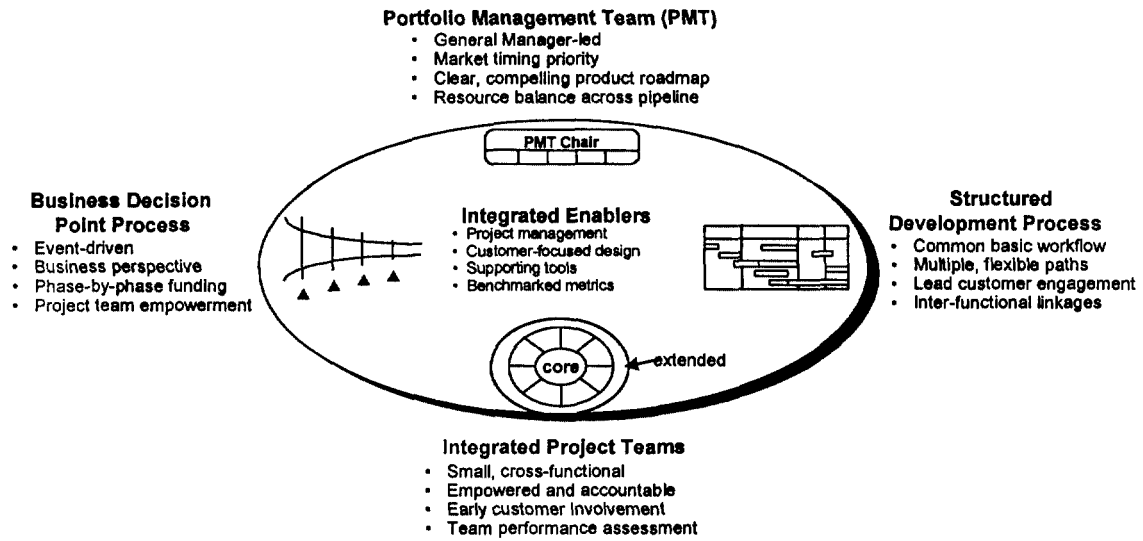 Portfolio Management Team (PMT)
• General Manager-led
• Market timing priority
• Clear, compelling product roadmap
• Resource balance across pipeline
PMT Chair
Business Decision
Point Process
• Event-driven
• Business perspective
• Phase-by-phase funding
• Project team empowerment
Integrated Enablers
• Project management
• Customer-focused design
• Supporting tools
• Benchmarked metrics
Structured
Development Process
• Common basic workflow
• Multiple, flexible paths
• Lead customer engagement
• Inter-functional linkages
core
extended
Integrated Project Teams
• Small, cross-functional
• Empowered and accountable
• Early customer Involvement
• Team performance assessment